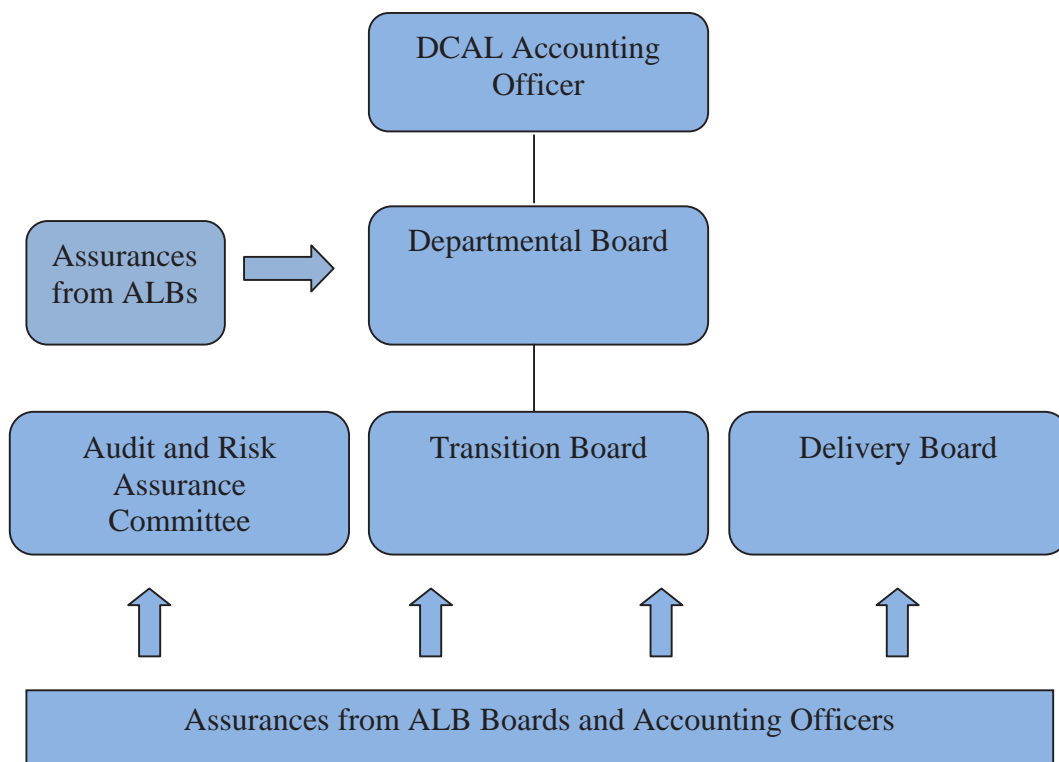 DCAL Accounting
Officer
Departmental Board
Assurances
from ALBs
Audit and Risk
Assurance
Committee
Transition Board
Delivery Board
Assurances from ALB Boards and Accounting Officers